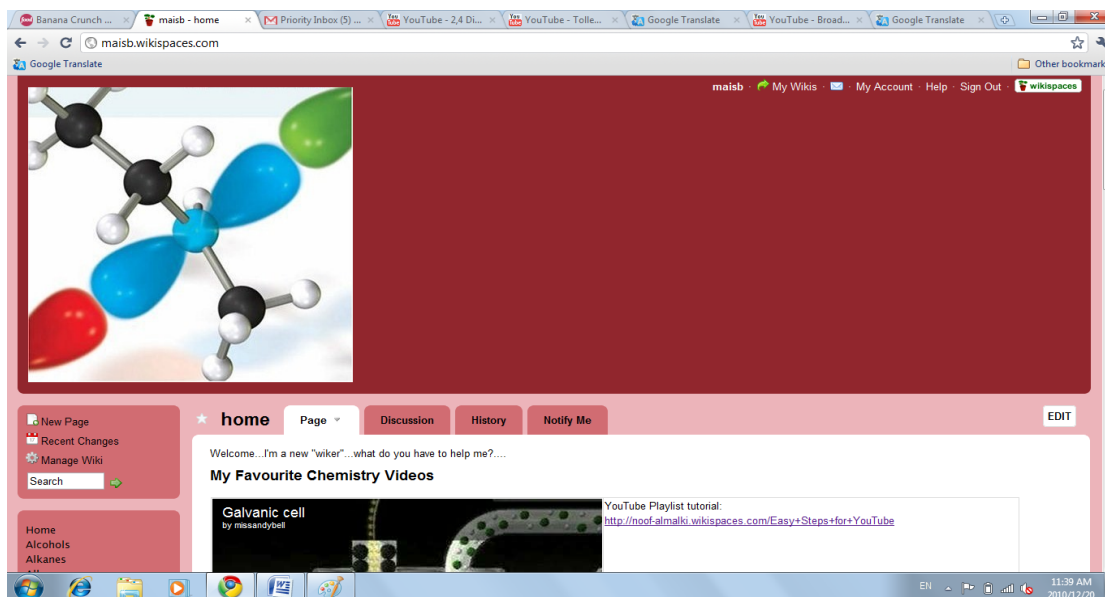 Banana Crunch ...
maisb - home
Priority Inbox (5) ...
YouTube - 2,4 Di...
YouTube - Tolle...
Google Translate
YouTube - Broad...
Google Translate
maisb.wikispaces.com
Google Translate
Other bookmark
maisb · My Wikis · · My Account · Help · Sign Out · wikispaces
New Page
Recent Changes
Manage Wiki
Search
home
Page
Discussion
History
Notify Me
EDIT
Welcome...I'm a new "wiker"...what do you have to help me?....
My Favourite Chemistry Videos
Galvanic cell
by missandybell
YouTube Playlist tutorial:
http://noof-almalki.wikispaces.com/Easy+Steps+for+YouTube
Home
Alcohols
Alkanes
EN
11:39 AM
2010/12/20